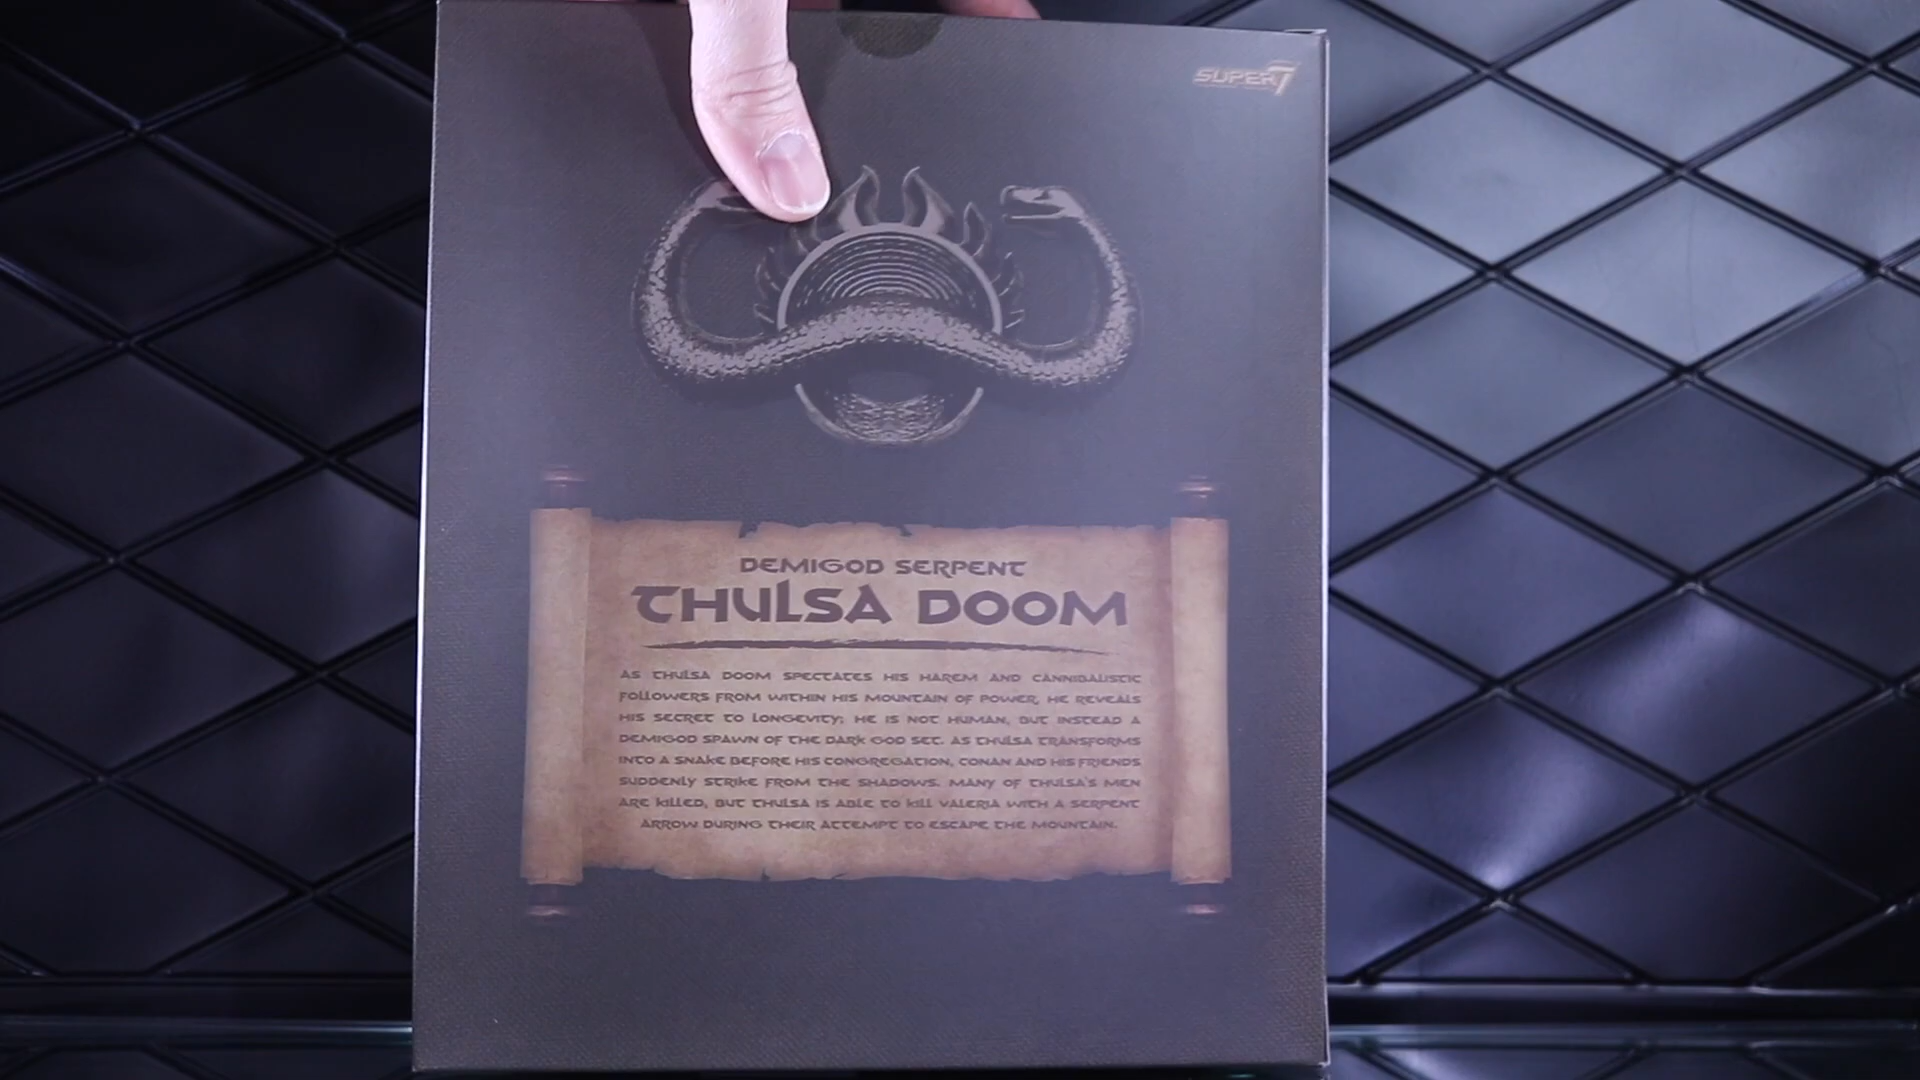 SUPER7
DEMIGOD SERPENT
THULSA DOOM
AS THULSA DOOM SPECTATES HIS HAREM AND CANNIBALISTIC
FOLLOWERS FROM WITHIN HIS MOUNTAIN OF POWER, HE REVEALS
HIS SECRET TO LONGEVITY: HE IS NOT HUMAN, BUT INSTEAD A
DEMIGOD SPAWN OF THE DARK GOD SET. AS THULSA TRANSFORMS
INTO A SNAKE BEFORE HIS CONGREGATION, CONAN AND HIS FRIENDS
SUDDENLY STRIKE FROM THE SHADOWS. MANY OF THULSA'S MEN
ARE KILLED, BUT THULSA IS ABLE TO KILL VALERIA WITH A SERPENT
ARROW DURING THEIR ATTEMPT TO ESCAPE THE MOUNTAIN.